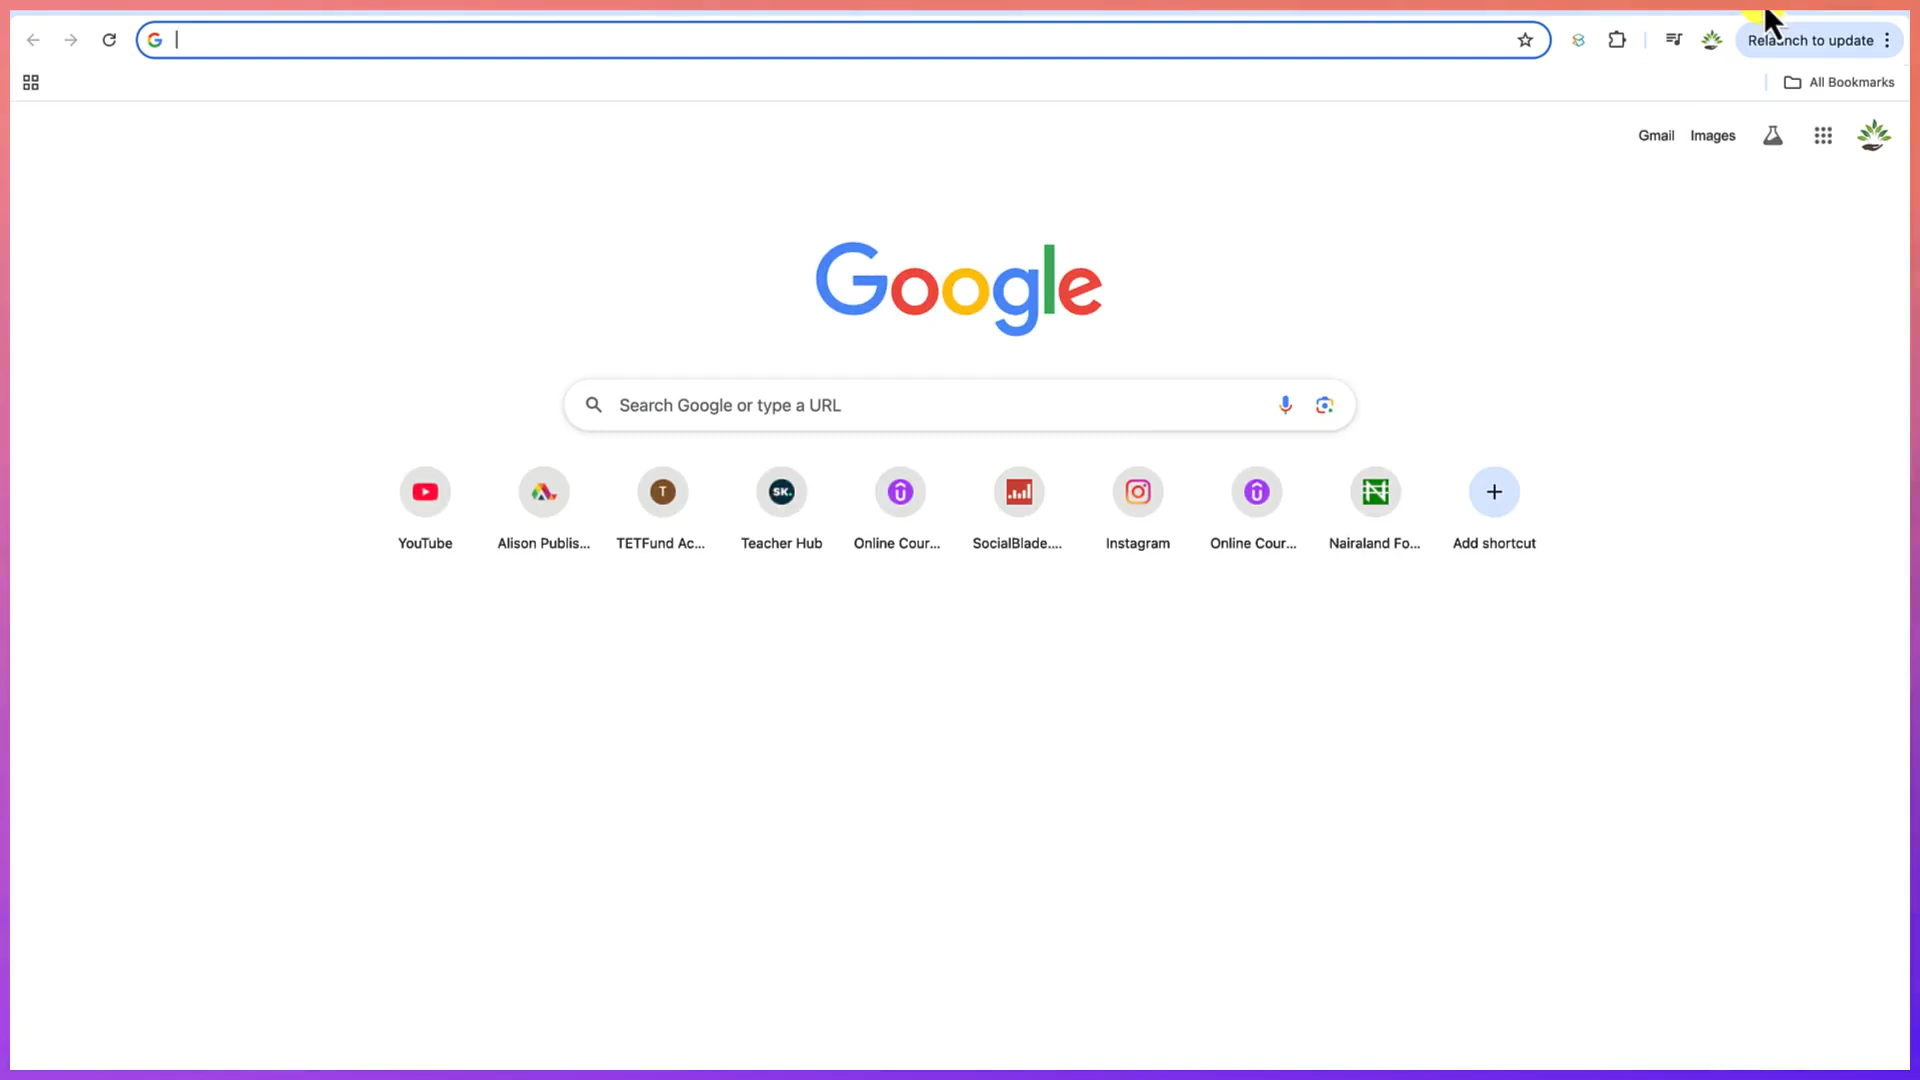 Relaunch to update
All Bookmarks
Gmail Images
Google
Search Google or type a URL
T
SK.
YouTube
Alison Publis...
TETFund Ac...
Teacher Hub
Online Cour...
SocialBlade....
Instagram
Online Cour...
Nairaland Fo...
Add shortcut